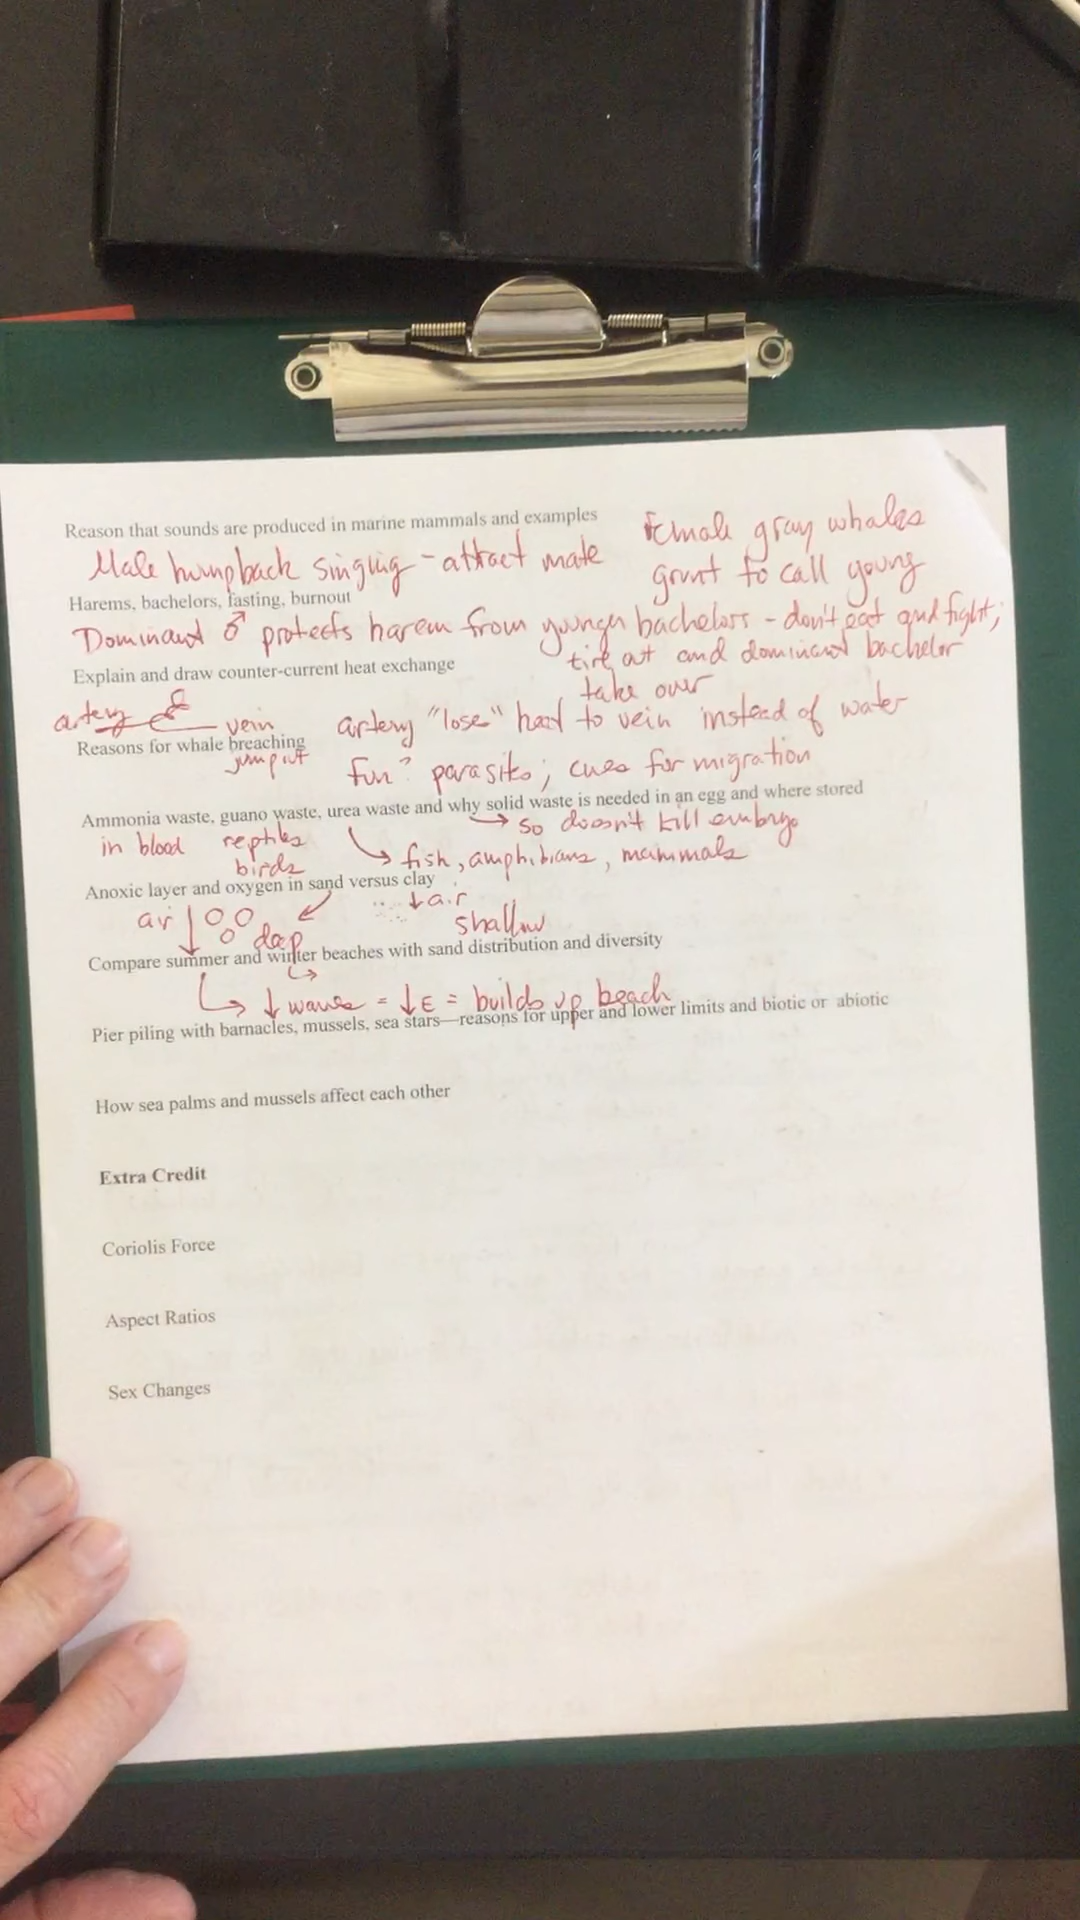 Reason that sounds are produced in marine mammals and examples
Male humpback singing - attract mate
Female gray whales
grunt to call young
Harems, bachelors, fasting, burnout
Dominant ♂ protects harem from younger bachelors - don't eat and fight;
tire out and dominant bachelor
take over
Explain and draw counter-current heat exchange
artery
vein
artery "lose" heat to vein instead of water
Reasons for whale breaching
jump out
fun? parasites; cues for migration
Ammonia waste, guano waste, urea waste and why solid waste is needed in an egg and where stored
→ so doesn't kill embryo
in blood
reptiles
birds
→ fish, amphibians, mammals
Anoxic layer and oxygen in sand versus clay
air ↓
deep
↓ air
shallow
Compare summer and winter beaches with sand distribution and diversity
→ ↓ waves = ↓E = builds up beach
Pier piling with barnacles, mussels, sea stars—reasons for upper and lower limits and biotic or abiotic
How sea palms and mussels affect each other
Extra Credit
Coriolis Force
Aspect Ratios
Sex Changes